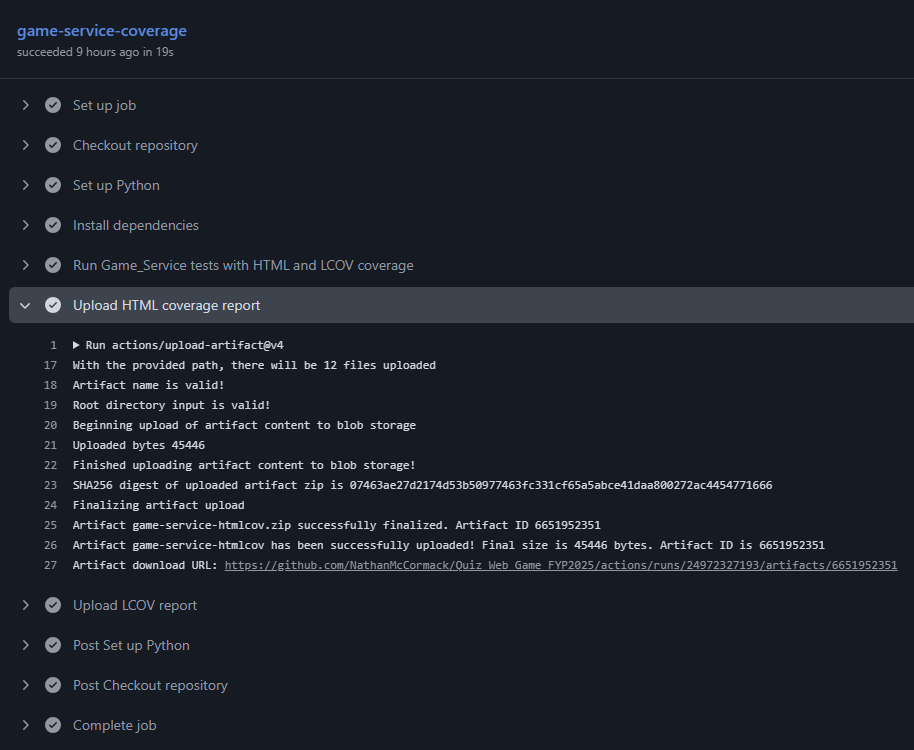 game-service-coverage
succeeded 9 hours ago in 19s
Set up job
Checkout repository
Set up Python
Install dependencies
Run Game_Service tests with HTML and LCOV coverage
Upload HTML coverage report
1 Run actions/upload-artifact@v4
17 With the provided path, there will be 12 files uploaded
18 Artifact name is valid!
19 Root directory input is valid!
20 Beginning upload of artifact content to blob storage
21 Uploaded bytes 45446
22 Finished uploading artifact content to blob storage!
23 SHA256 digest of uploaded artifact zip is 07463ae27d2174d53b50977463fc331cf65a5abce41daa800272ac4454771666
24 Finalizing artifact upload
25 Artifact game-service-htmlcov.zip successfully finalized. Artifact ID 6651952351
26 Artifact game-service-htmlcov has been successfully uploaded! Final size is 45446 bytes. Artifact ID is 6651952351
27 Artifact download URL: https://github.com/NathanMcCormack/Quiz_Web_Game_FYP2025/actions/runs/24972327193/artifacts/6651952351
Upload LCOV report
Post Set up Python
Post Checkout repository
Complete job